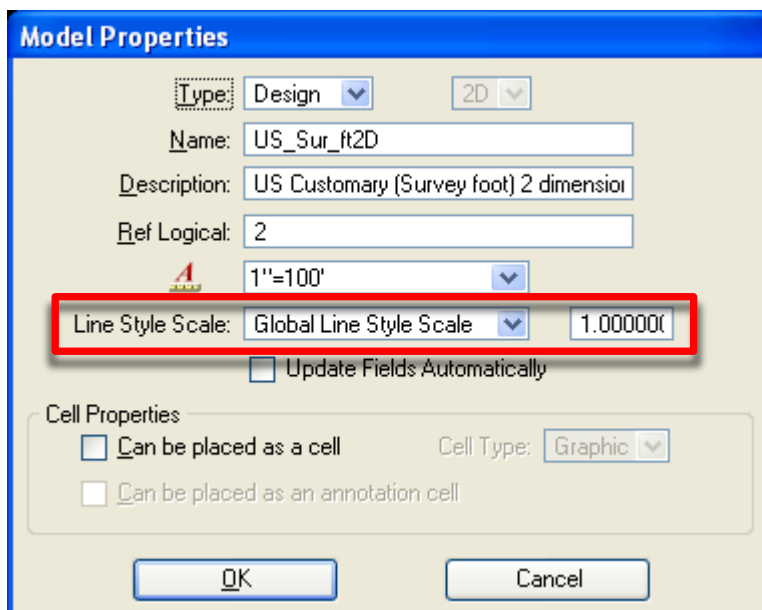 Model Properties
Type: Design 2D
Name: US_Sur_ft2D
Description: US Customary (Survey foot) 2 dimension
Ref Logical: 2
A 1"=100'
Line Style Scale: Global Line Style Scale 1.000000
Update Fields Automatically
Cell Properties
Can be placed as a cell Cell Type: Graphic
Can be placed as an annotation cell
OK Cancel